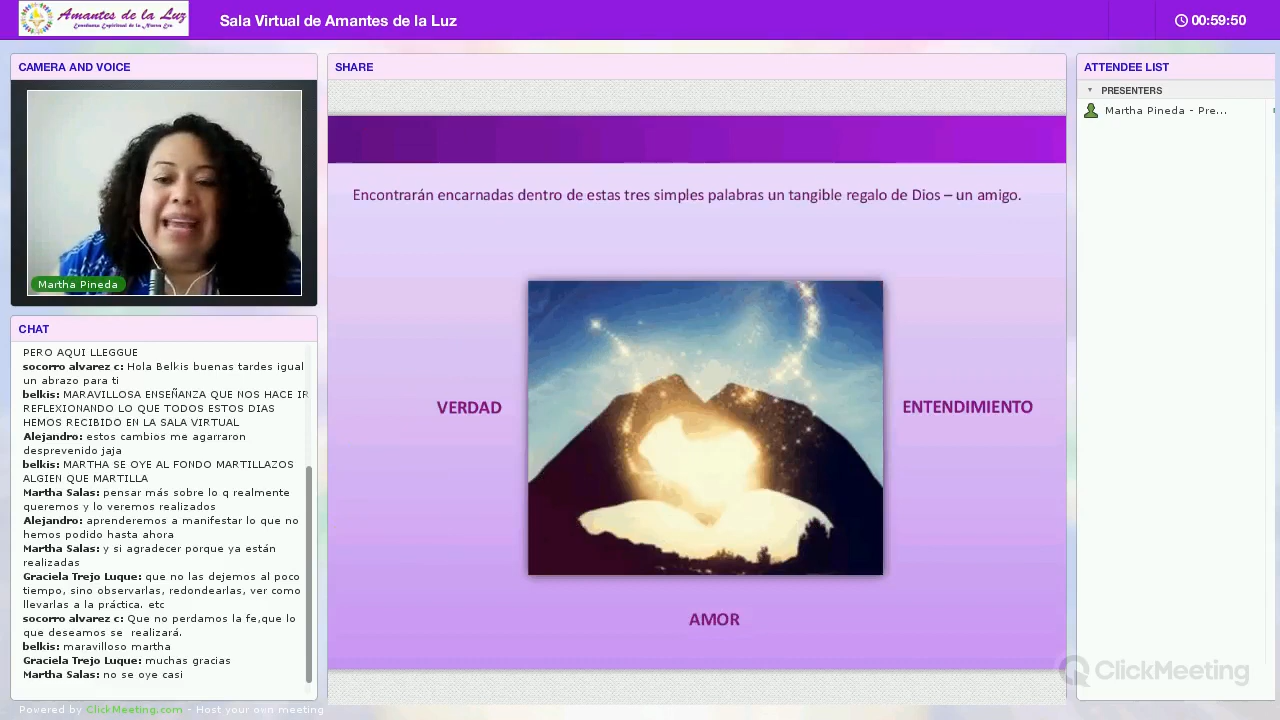 Amantes de la Luz
Enseñanza Espiritual de la Nueva Era
Sala Virtual de Amantes de la Luz
00:59:50
CAMERA AND VOICE
Martha Pineda
CHAT
PERO AQUI LLEGGUE
socorro alvarez c: Hola Belkis buenas tardes igual
un abrazo para ti
belkis: MARAVILLOSA ENSEÑANZA QUE NOS HACE IR
REFLEXIONANDO LO QUE TODOS ESTOS DIAS
HEMOS RECIBIDO EN LA SALA VIRTUAL
Alejandro: estos cambios me agarraron
desprevenido jaja
belkis: MARTHA SE OYE AL FONDO MARTILLAZOS
ALGIEN QUE MARTILLA
Martha Salas: pensar más sobre lo q realmente
queremos y lo veremos realizados
Alejandro: aprenderemos a manifestar lo que no
hemos podido hasta ahora
Martha Salas: y si agradecer porque ya están
realizadas
Graciela Trejo Luque: que no las dejemos al poco
tiempo, sino observarlas, redondearlas, ver como
llevarlas a la práctica. etc
socorro alvarez c: Que no perdamos la fe,que lo
que deseamos se  realizará.
belkis: maravilloso martha
Graciela Trejo Luque: muchas gracias
Martha Salas: no se oye casi
Powered by ClickMeeting.com - Host your own meeting
SHARE
Encontrarán encarnadas dentro de estas tres simples palabras un tangible regalo de Dios – un amigo.
VERDAD
ENTENDIMIENTO
AMOR
ATTENDEE LIST
PRESENTERS
Martha Pineda - Pre...
ClickMeeting